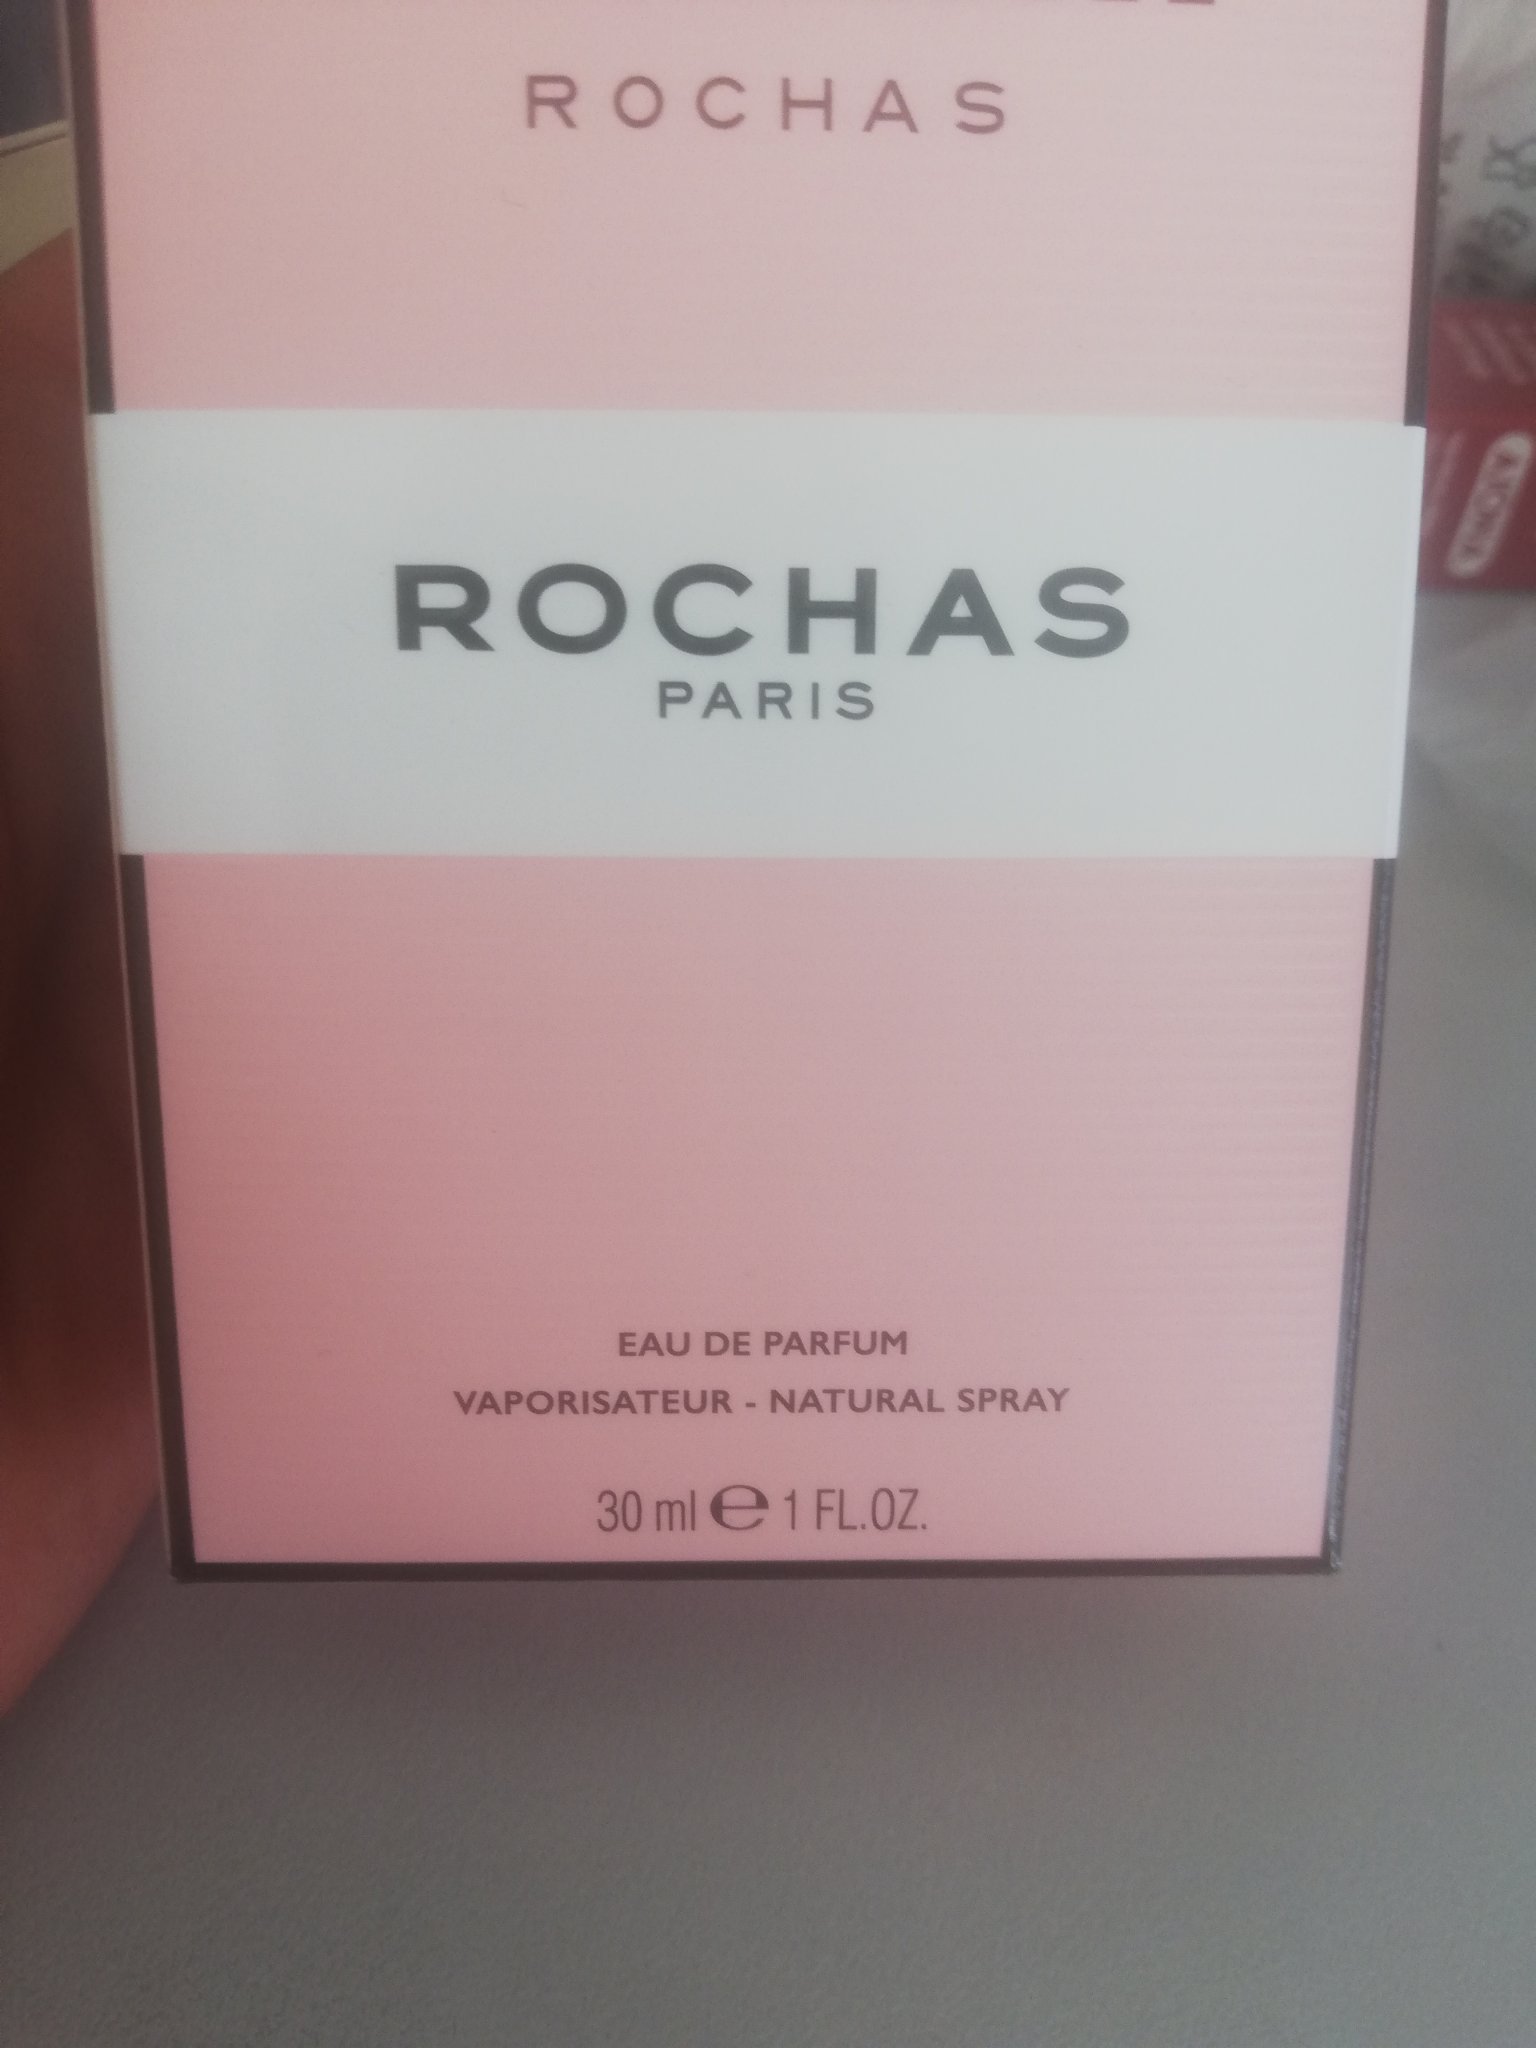 ROCHAS
ROCHAS
PARIS
EAU DE PARFUM
VAPORISATEUR - NATURAL SPRAY
30 ml e 1 FL.OZ.